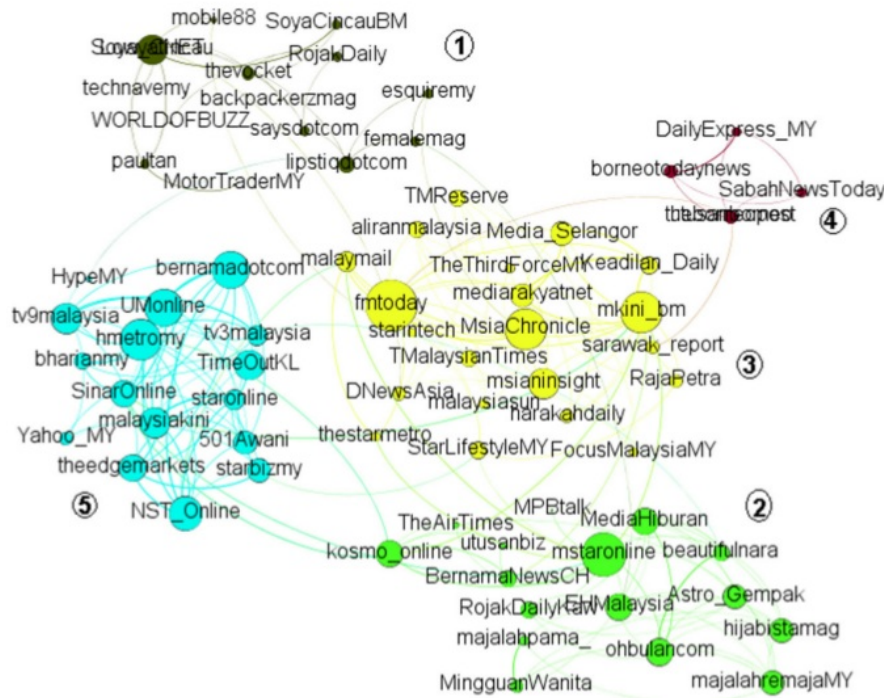 mobile88
SoyaCincauBM
1
RojakDaily
thevocket
technavemy
backpackerzmag
esquiremy
WORLDOFBUZZ
saysdotcom
femalemag
paultan
lipstiqdotcom
MotorTraderMY
DailyExpress_MY
borneotodaynews
SabahNewsToday
4
TMReserve
aliranmalaysia
Media_Selangor
malaymail
TheThirdForceMY
Keadilan_Daily
bernamadotcom
HypeMY
fmtoday
mediarakyatnet
UMonline
mkini_bm
tv9malaysia
hmetromy
tv3malaysia
starintech
MsiaChronicle
sarawak_report
bharianmy
TimeOutKL
TMalaysianTimes
3
SinarOnline
staronline
DNewsAsia
msianinsight
RajaPetra
malaysiasun
malaysiakini
harakahdaily
Yahoo_MY
501Awani
thestarmetro
StarLifestyleMY
FocusMalaysiaMY
theedgemarkets
starbizmy
5
NST_Online
MPBtalk
2
TheAirTimes
MediaHiburan
kosmo_online
utusanbiz
mstaronline
beautifulnara
BernamaNewsCH
Astro_Gempak
RojakDailyKaw
EHMalaysia
hijabistamag
majalahpama_
ohbulancom
MingguanWanita
majalahremajaMY